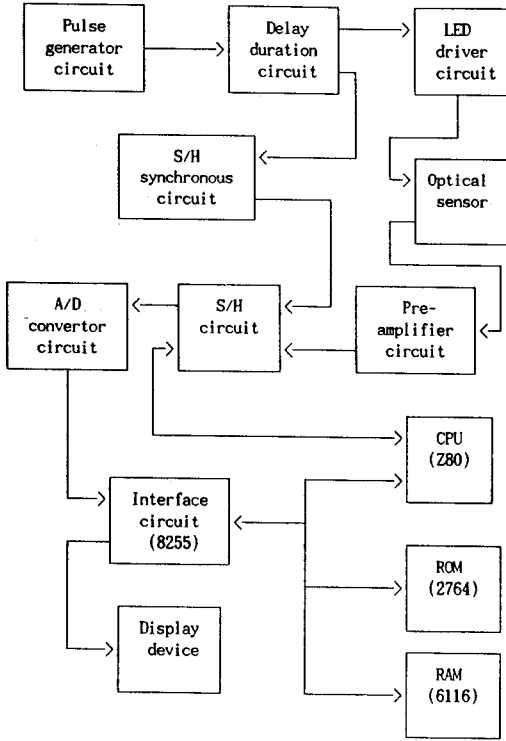 Pulse
generator
circuit
Delay
duration
circuit
LED
driver
circuit
S/H
synchronous
circuit
Optical
sensor
A/D
convertor
circuit
S/H
circuit
Pre-
amplifier
circuit
CPU
(Z80)
Interface
circuit
(8255)
ROM
(2764)
Display
device
RAM
(6116)